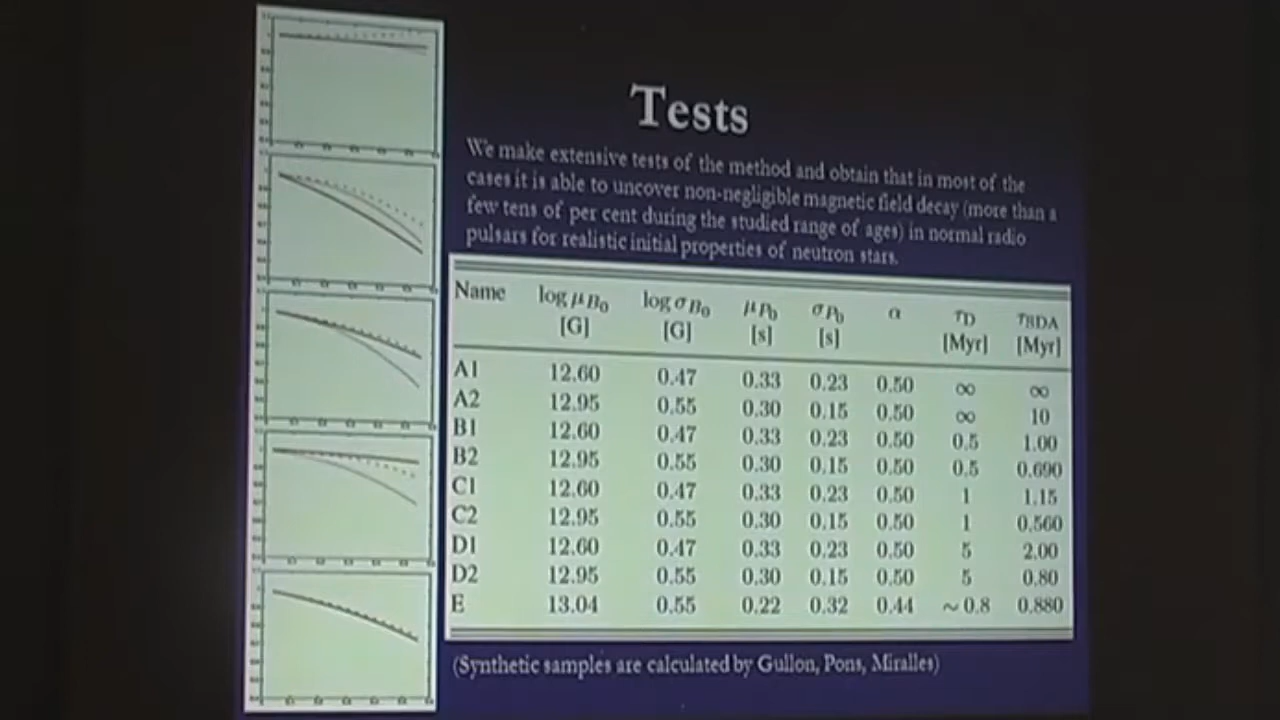 Tests
We make extensive tests of the method and obtain that in most of the
cases it is able to uncover non-negligible magnetic field decay (more than a
few tens of per cent during the studied range of ages) in normal radio
pulsars for realistic initial properties of neutron stars.
Name log μB₀ log σB₀ μP₀ σP₀ α τD τSDA
[G] [G] [s] [s] [Myr] [Myr]
A1 12.60 0.47 0.33 0.23 0.50 ∞ ∞
A2 12.95 0.55 0.30 0.15 0.50 ∞ 10
B1 12.60 0.47 0.33 0.23 0.50 0.5 1.00
B2 12.95 0.55 0.30 0.15 0.50 0.5 0.690
C1 12.60 0.47 0.33 0.23 0.50 1 1.15
C2 12.95 0.55 0.30 0.15 0.50 1 0.560
D1 12.60 0.47 0.33 0.23 0.50 5 2.00
D2 12.95 0.55 0.30 0.15 0.50 5 0.80
E 13.04 0.55 0.22 0.32 0.44 ~0.8 0.880
(Synthetic samples are calculated by Gullon, Pons, Miralles)